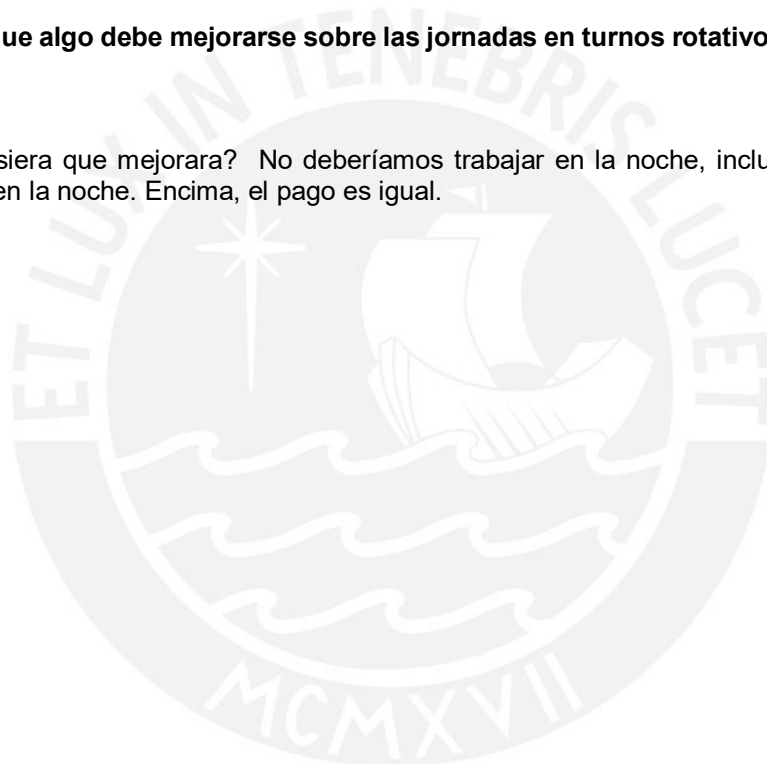 ue algo debe mejorarse sobre las jornadas en turnos rotativo
siera que mejorara? No deberíamos trabajar en la noche, inclu
en la noche. Encima, el pago es igual.
ET LUX IN TENEBRIS LUCET
MCMXVII